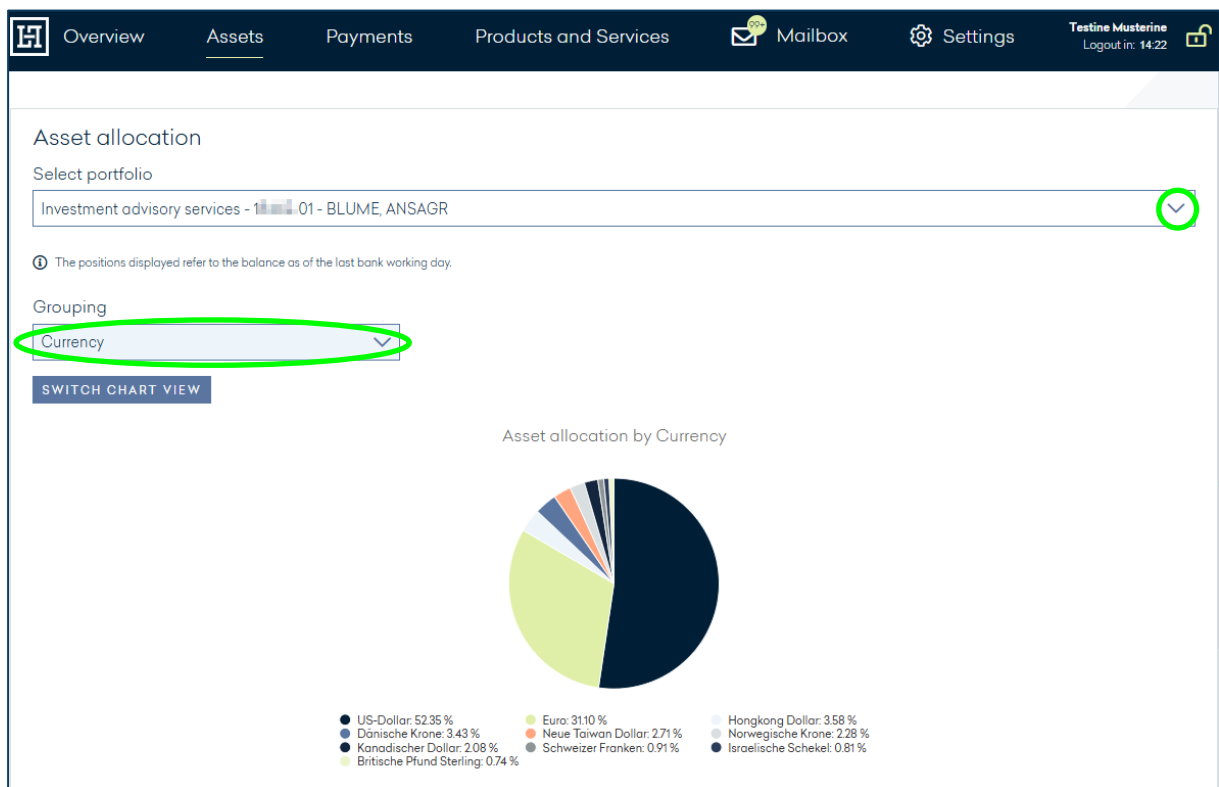 Overview Assets Payments Products and Services 99+ Mailbox Settings Testine Musterine
Logout in: 14:22
Asset allocation
Select portfolio
Investment advisory services - 1 01 - BLUME, ANSAGR
The positions displayed refer to the balance as of the last bank working day.
Grouping
Currency
SWITCH CHART VIEW
Asset allocation by Currency
US-Dollar: 52.35 % Euro: 31.10 % Hongkong Dollar: 3.58 %
Dänische Krone: 3.43 % Neue Taiwan Dollar: 2.71 % Norwegische Krone: 2.28 %
Kanadischer Dollar: 2.08 % Schweizer Franken: 0.91 % Israelische Schekel: 0.81 %
Britische Pfund Sterling: 0.74 %